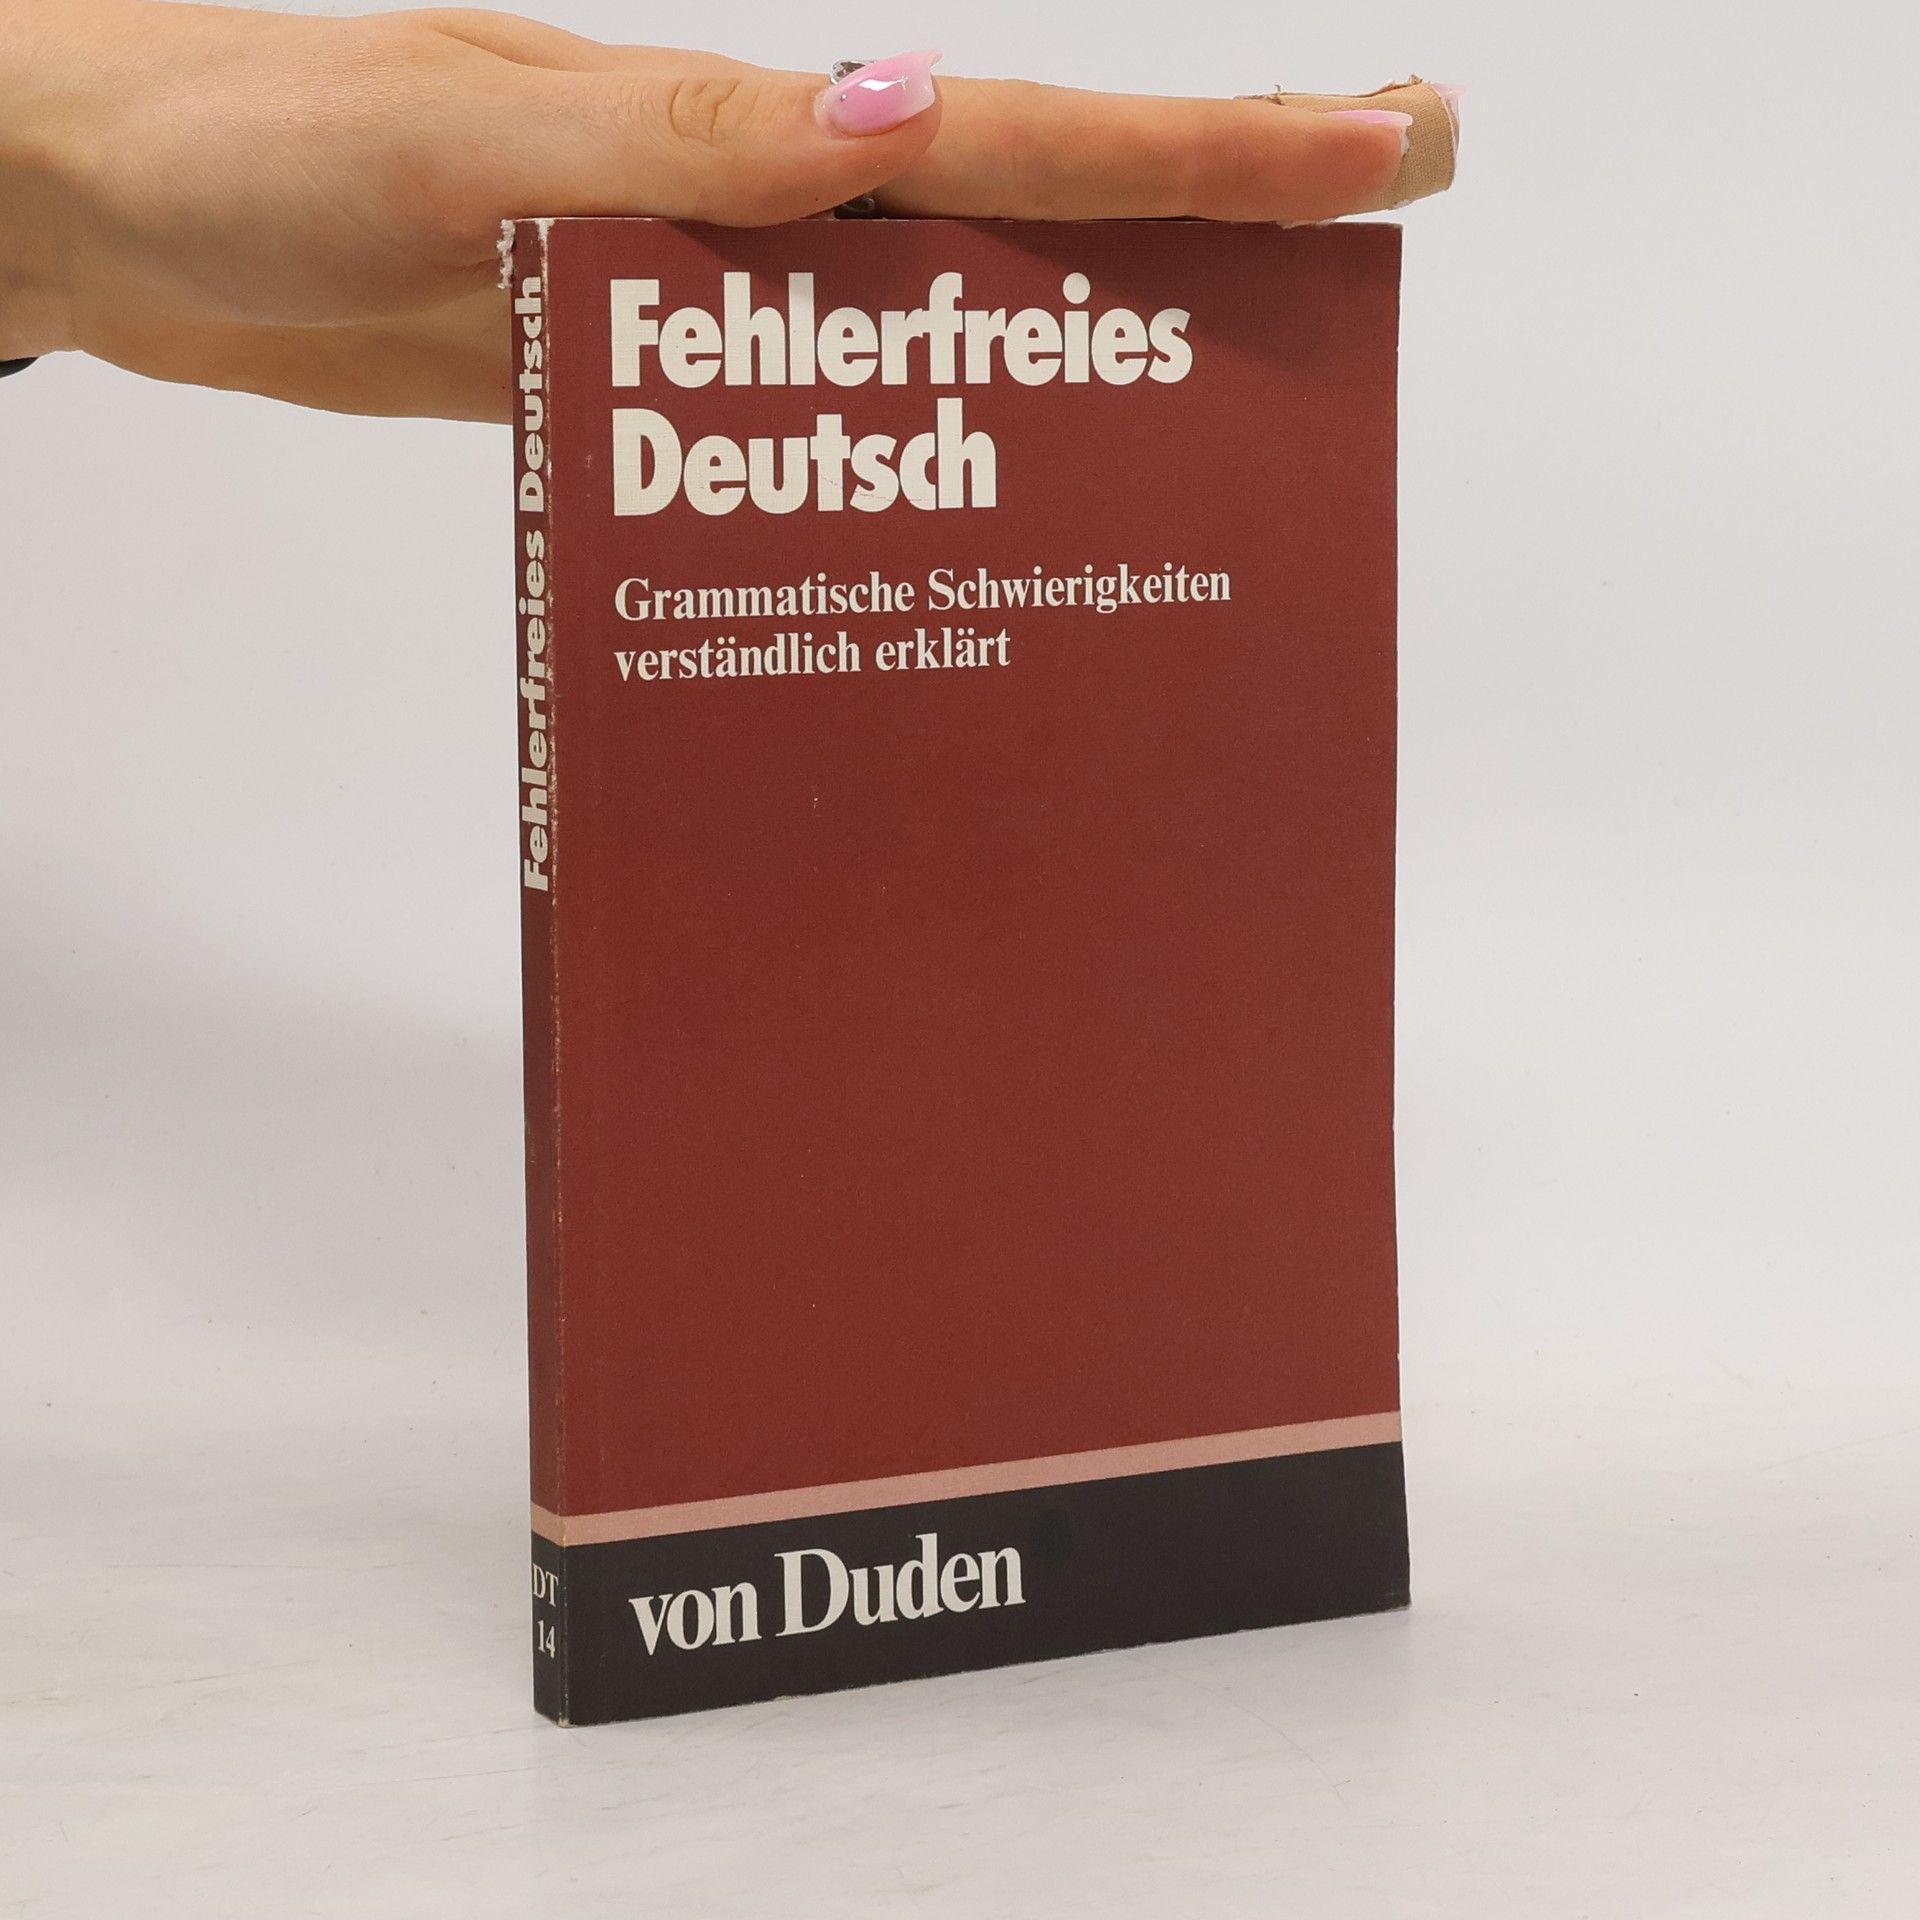 Fehlerfreies
Deutsch
Grammatische Schwierigkeiten
verständlich erklärt
von Duden
Fehlerfreies Deutsch
DT
14